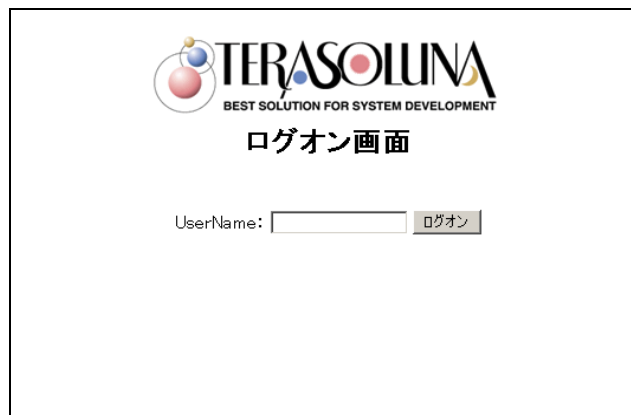 TERASOLUNA
BEST SOLUTION FOR SYSTEM DEVELOPMENT
ログオン画面
UserName: ログオン